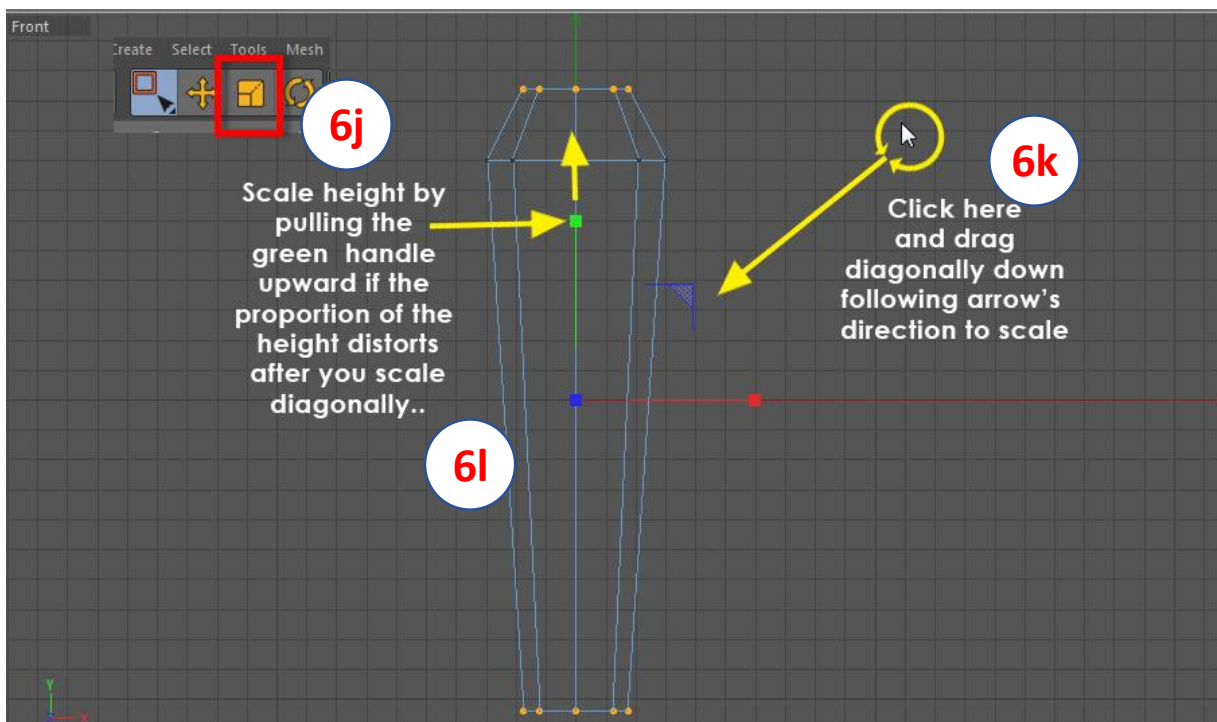 Front
Create Select Tools Mesh
6j
6k
Scale height by
pulling the
green handle
upward if the
proportion of the
height distorts
after you scale
diagonally..
Click here
and drag
diagonally down
following arrow's
direction to scale
6l
Y
X